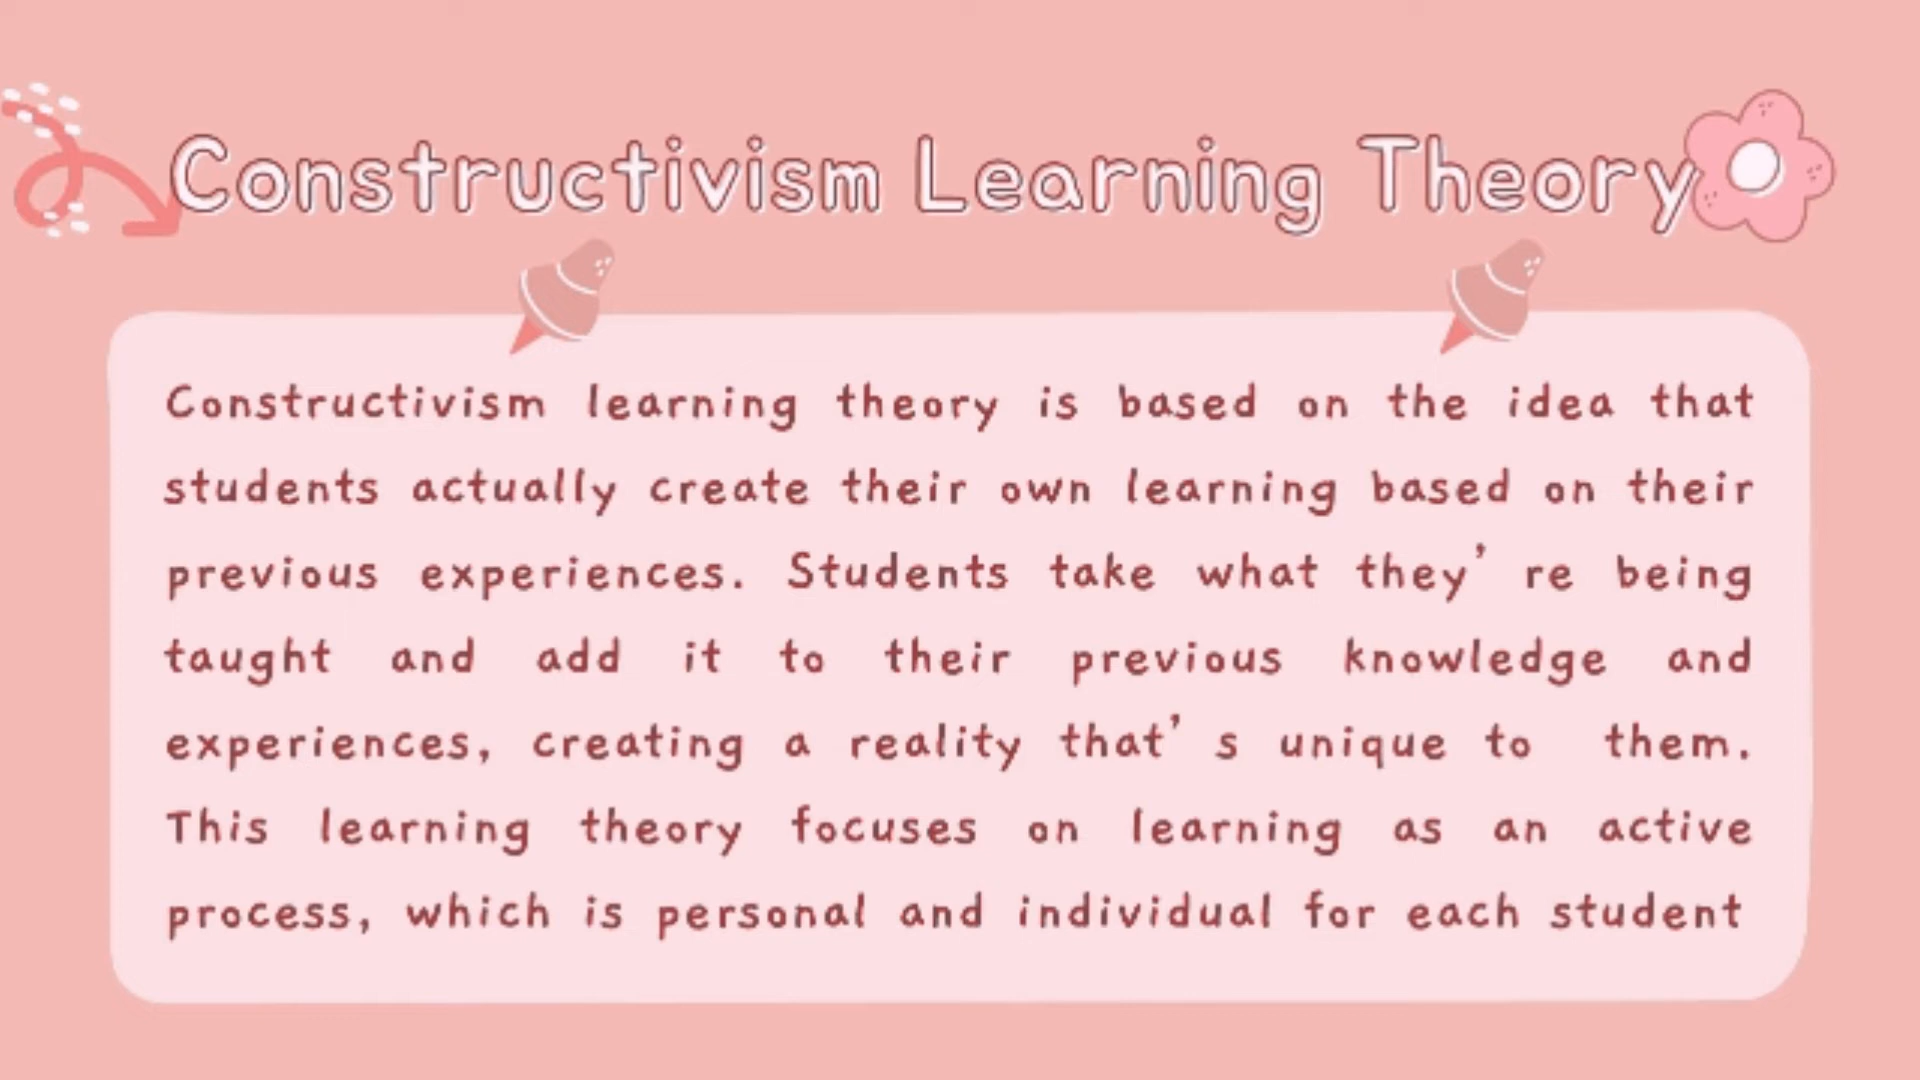 Constructivism Learning Theory
Constructivism learning theory is based on the idea that
students actually create their own learning based on their
previous experiences. Students take what they’ re being
taught and add it to their previous knowledge and
experiences, creating a reality that’ s unique to them.
This learning theory focuses on learning as an active
process, which is personal and individual for each student